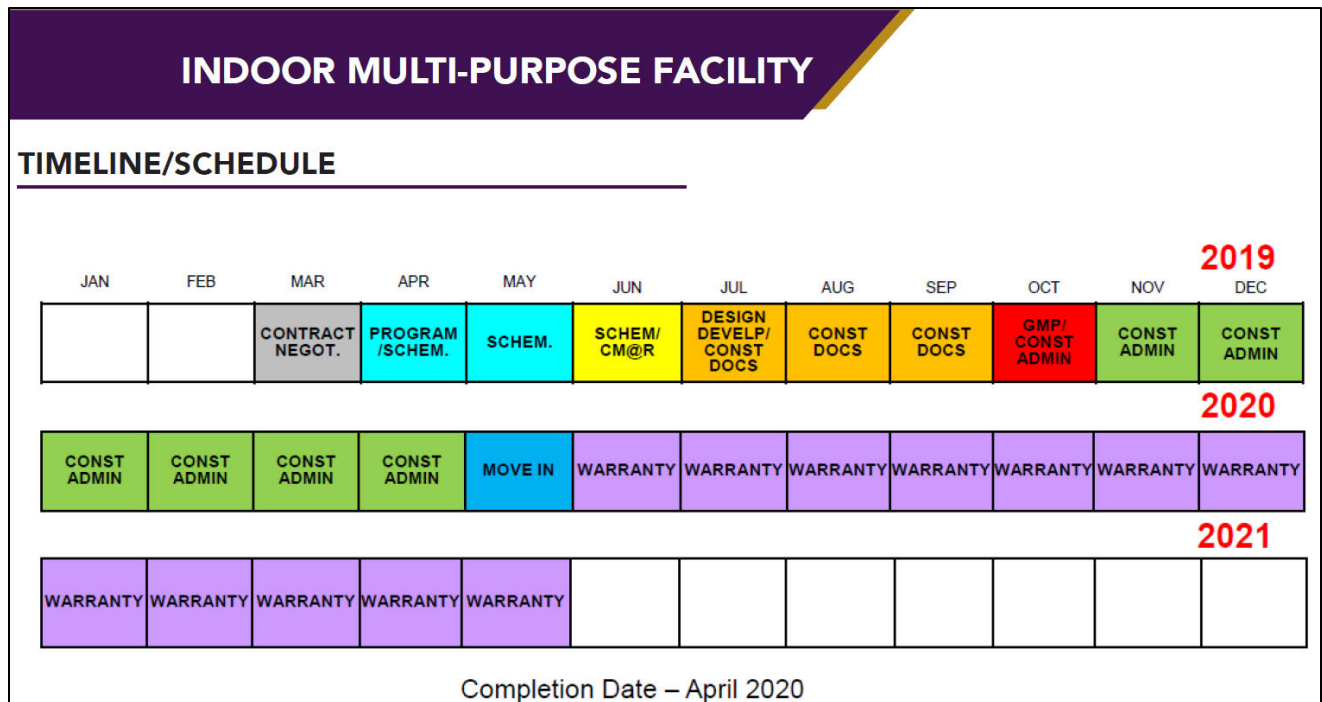 INDOOR MULTI-PURPOSE FACILITY
TIMELINE/SCHEDULE
2019
JAN FEB MAR APR MAY JUN JUL AUG SEP OCT NOV DEC
CONTRACT
NEGOT.
PROGRAM
/SCHEM.
SCHEM.
SCHEM/
CM@R
DESIGN
DEVELP/
CONST
DOCS
CONST
DOCS
CONST
DOCS
GMP/
CONST
ADMIN
CONST
ADMIN
CONST
ADMIN
2020
CONST
ADMIN
CONST
ADMIN
CONST
ADMIN
CONST
ADMIN
MOVE IN
WARRANTY
WARRANTY
WARRANTY
WARRANTY
WARRANTY
WARRANTY
WARRANTY
2021
WARRANTY
WARRANTY
WARRANTY
WARRANTY
WARRANTY
Completion Date – April 2020